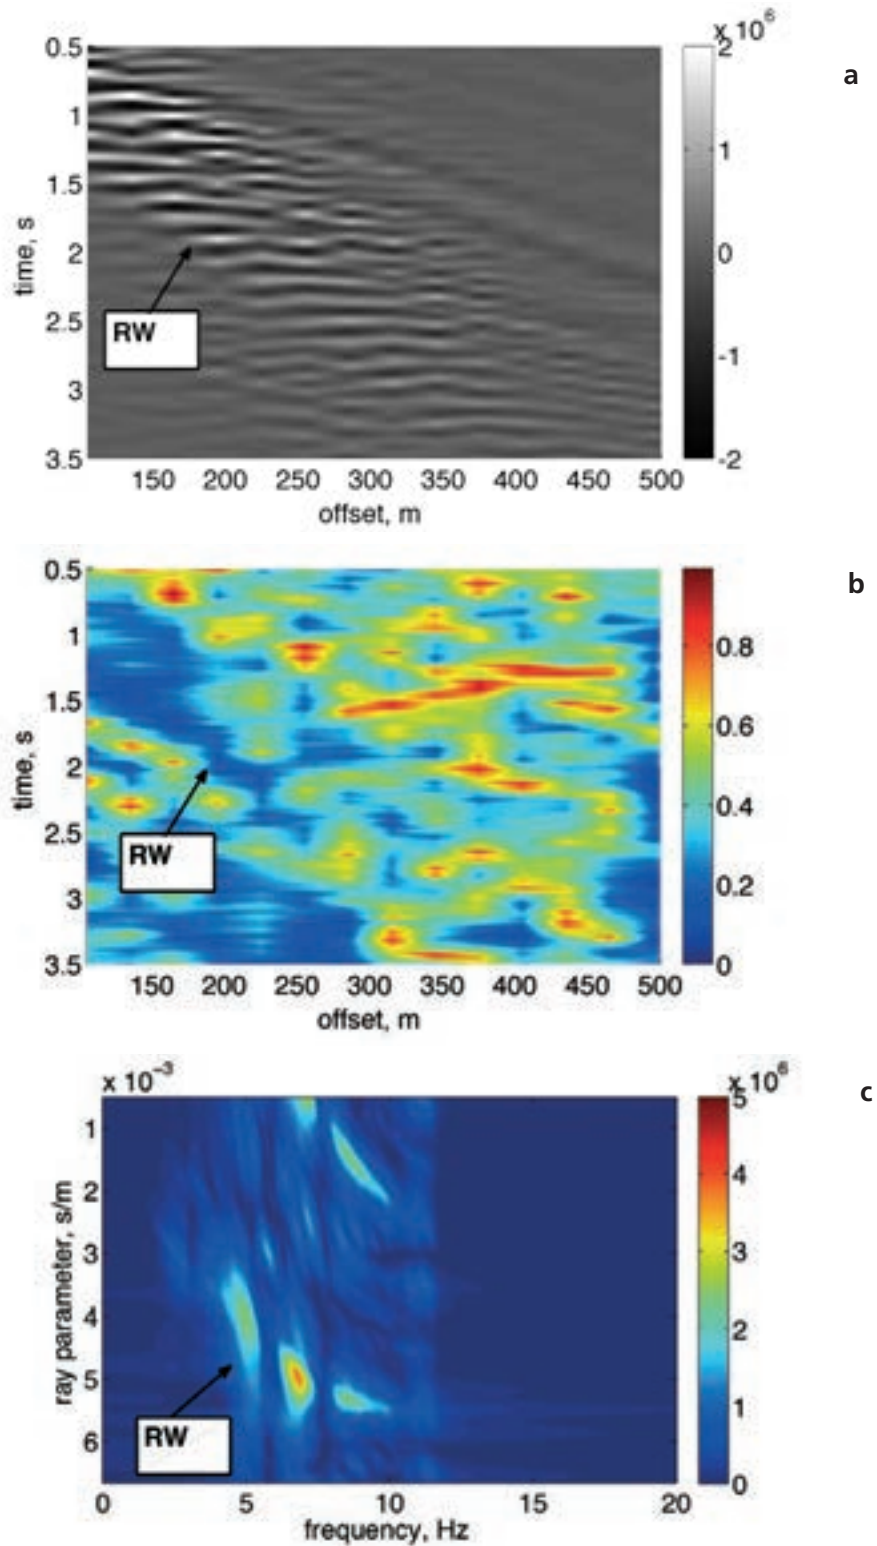 x 10^6
a
0.5
1
1.5
2
2.5
3
3.5
time, s
RW
150 200 250 300 350 400 450 500
offset, m
2
1
0
-1
-2
b
0.5
1
1.5
2
2.5
3
3.5
time, s
RW
150 200 250 300 350 400 450 500
offset, m
0.8
0.6
0.4
0.2
0
x 10^-3
x 10^6
c
1
2
3
4
5
6
ray parameter, s/m
RW
0 5 10 15 20
frequency, Hz
5
4
3
2
1
0